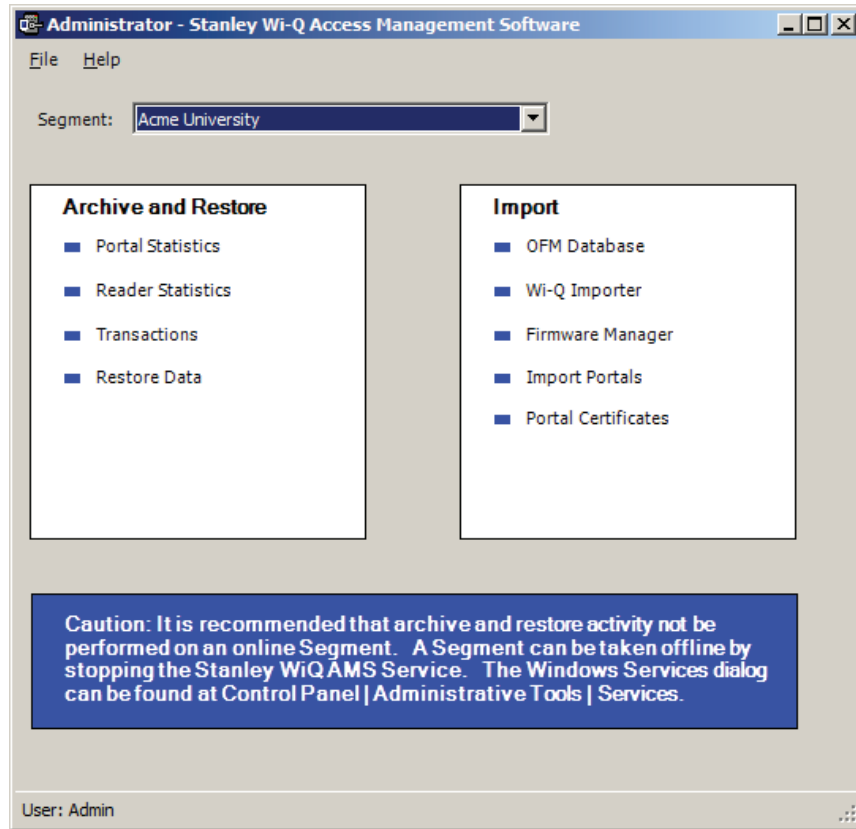 Administrator - Stanley Wi-Q Access Management Software
File Help
Segment: Acme University
Archive and Restore
Portal Statistics
Reader Statistics
Transactions
Restore Data
Import
OFM Database
Wi-Q Importer
Firmware Manager
Import Portals
Portal Certificates
Caution: It is recommended that archive and restore activity not be
performed on an online Segment. A Segment can be taken offline by
stopping the Stanley WiQ AMS Service. The Windows Services dialog
can be found at Control Panel | Administrative Tools | Services.
User: Admin